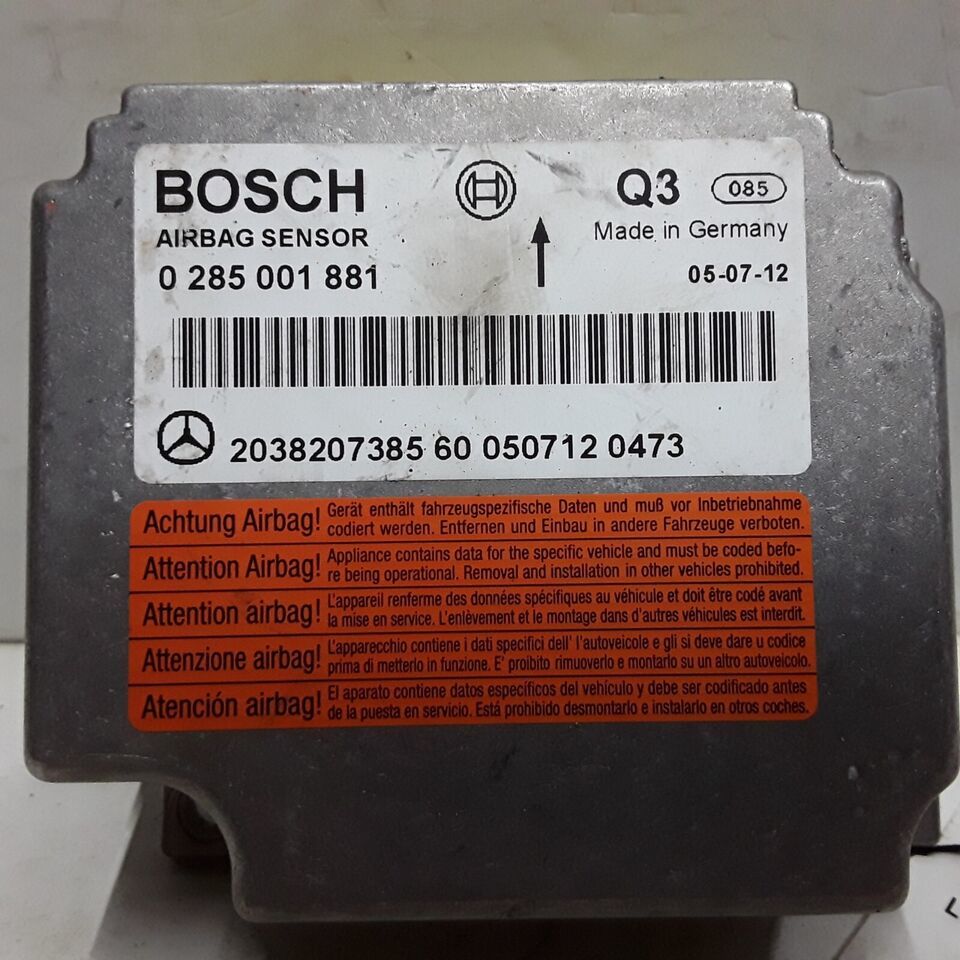 BOSCH
Q3 085
AIRBAG SENSOR
Made in Germany
0 285 001 881
05-07-12
2038207385 60 050712 0473
Achtung Airbag! Gerät enthält fahrzeugspezifische Daten und muß vor Inbetriebnahme
codiert werden. Entfernen und Einbau in andere Fahrzeuge verboten.
Attention Airbag! Appliance contains data for the specific vehicle and must be coded befo-
re being operational. Removal and installation in other vehicles prohibited.
Attention airbag! L'appareil renferme des données spécifiques au véhicule et doit être codé avant
la mise en service. L'enlèvement et le montage dans d'autres véhicules est interdit.
Attenzione airbag! L'apparecchio contiene i dati specifici dell' l'autoveicole e gli si deve dare u codice
prima di metterlo in funzione. E' proibito rimuoverlo e montarlo su un altro autoveicolo.
Atención airbag! El aparato contiene datos específicos del vehículo y debe ser codificado antes
de la puesta en servicio. Está prohibido desmontarlo e instalarlo en otros coches.